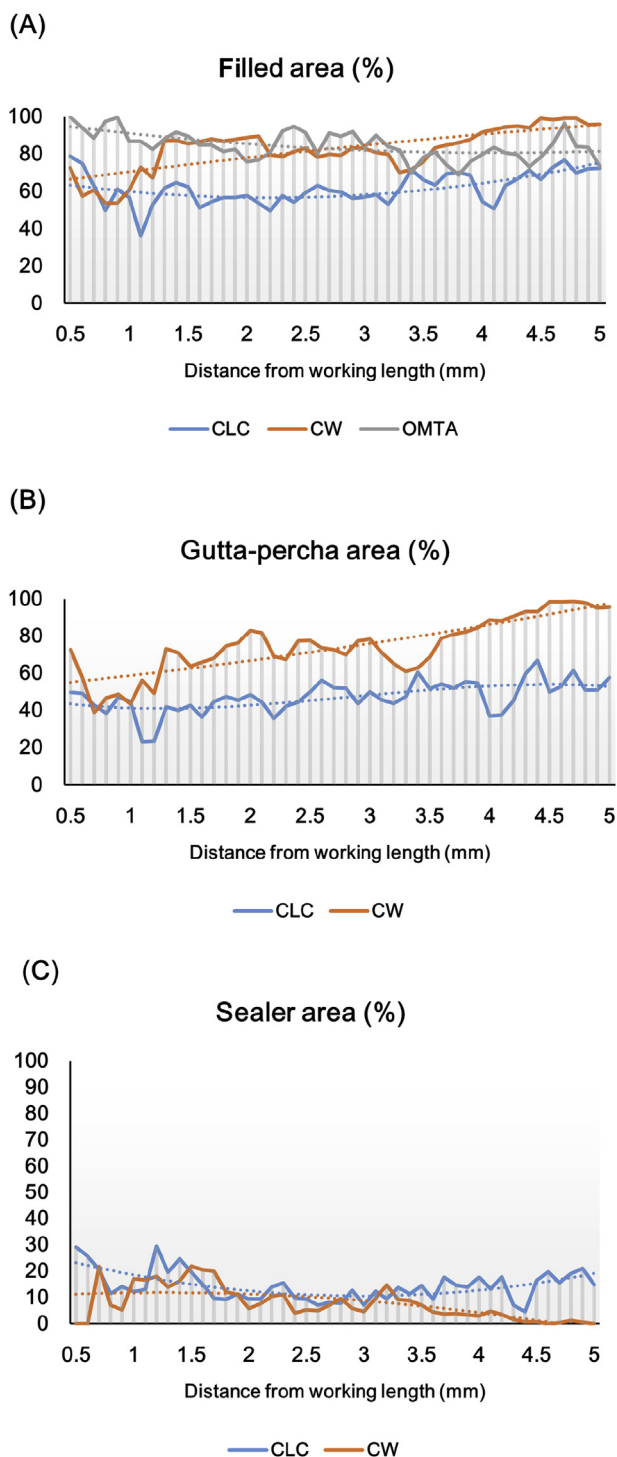 (A)
Filled area (%)
100
80
60
40
20
0
0.5 1 1.5 2 2.5 3 3.5 4 4.5 5
Distance from working length (mm)
CLC CW OMTA
(B)
Gutta-percha area (%)
100
80
60
40
20
0
0.5 1 1.5 2 2.5 3 3.5 4 4.5 5
Distance from working length (mm)
CLC CW
(C)
Sealer area (%)
100
90
80
70
60
50
40
30
20
10
0
0.5 1 1.5 2 2.5 3 3.5 4 4.5 5
Distance from working length (mm)
CLC CW